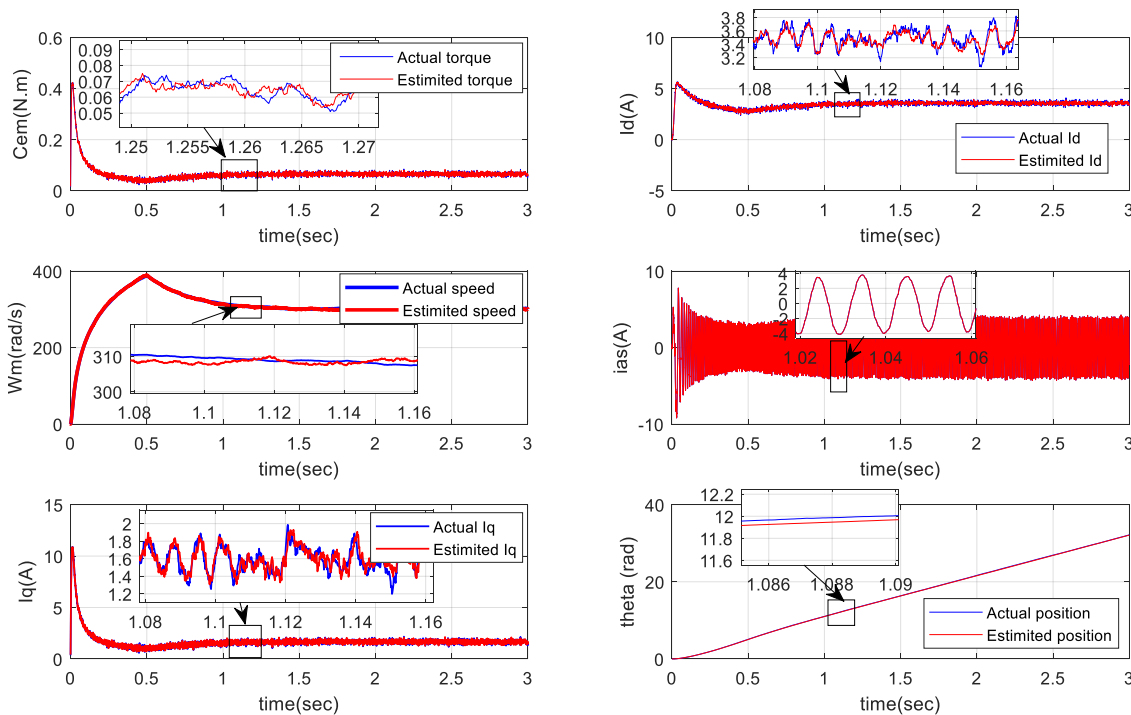 0.6
0.4
0.2
0
Cem(N.m)
0.09
0.08
0.07
0.06
0.05
1.25 1.255 1.26 1.265 1.27
Actual torque
Estimited torque
0 0.5 1 1.5 2 2.5 3
time(sec)
10
5
0
-5
Id(A)
3.8
3.6
3.4
3.2
1.08 1.1 1.12 1.14 1.16
Actual Id
Estimited Id
0 0.5 1 1.5 2 2.5 3
time(sec)
400
200
0
Wm(rad/s)
Actual speed
Estimited speed
310
300
1.08 1.1 1.12 1.14 1.16
0 0.5 1 1.5 2 2.5 3
time(sec)
10
0
-10
ias(A)
4
2
0
-2
-4
1.02 1.04 1.06
0 0.5 1 1.5 2 2.5 3
time(sec)
15
10
5
0
Iq(A)
2
1.8
1.6
1.4
1.2
1.08 1.1 1.12 1.14 1.16
Actual Iq
Estimited Iq
0 0.5 1 1.5 2 2.5 3
time(sec)
40
20
0
theta (rad)
12.2
12
11.8
11.6
1.086 1.088 1.09
Actual position
Estimited position
0 0.5 1 1.5 2 2.5 3
time(sec)